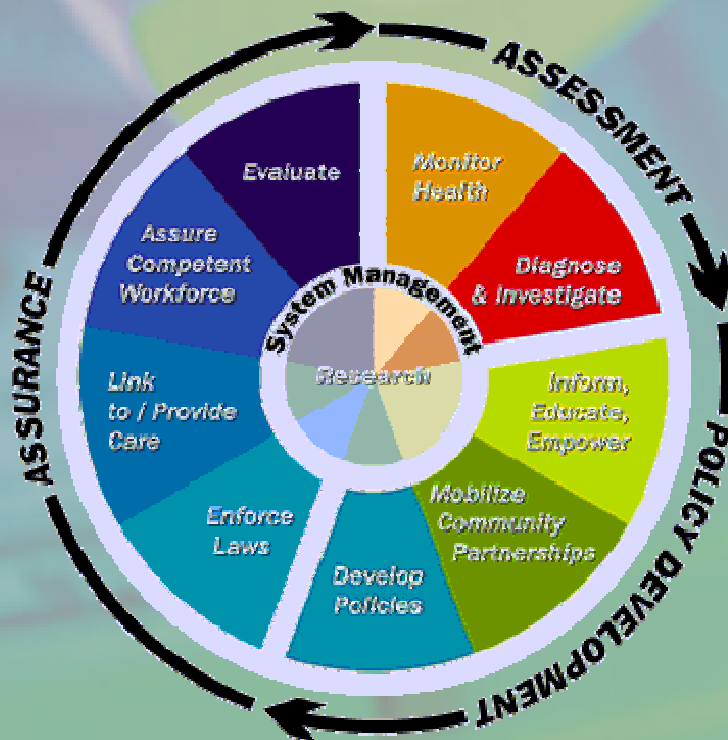 ASSESSMENT
Monitor
Health
Diagnose
& Investigate
POLICY DEVELOPMENT
Inform,
Educate,
Empower
Mobilize
Community
Partnerships
Develop
Policies
ASSURANCE
Enforce
Laws
Link
to / Provide
Care
Assure
Competent
Workforce
Evaluate
System Management
Research